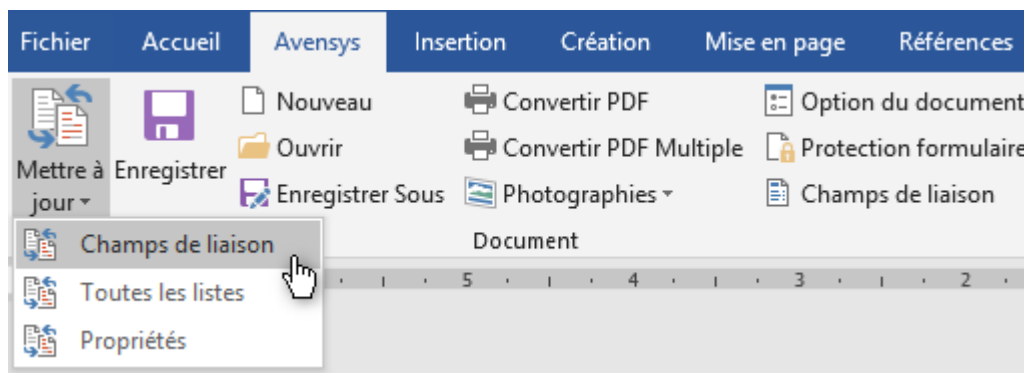 Fichier Accueil Avensys Insertion Création Mise en page Références
Nouveau Convertir PDF Option du document
Ouvrir Convertir PDF Multiple Protection formulaire
Mettre à jour Enregistrer
Enregistrer Sous Photographies Champs de liaison
Champs de liaison Document
5 4 3 2
Toutes les listes
Propriétés